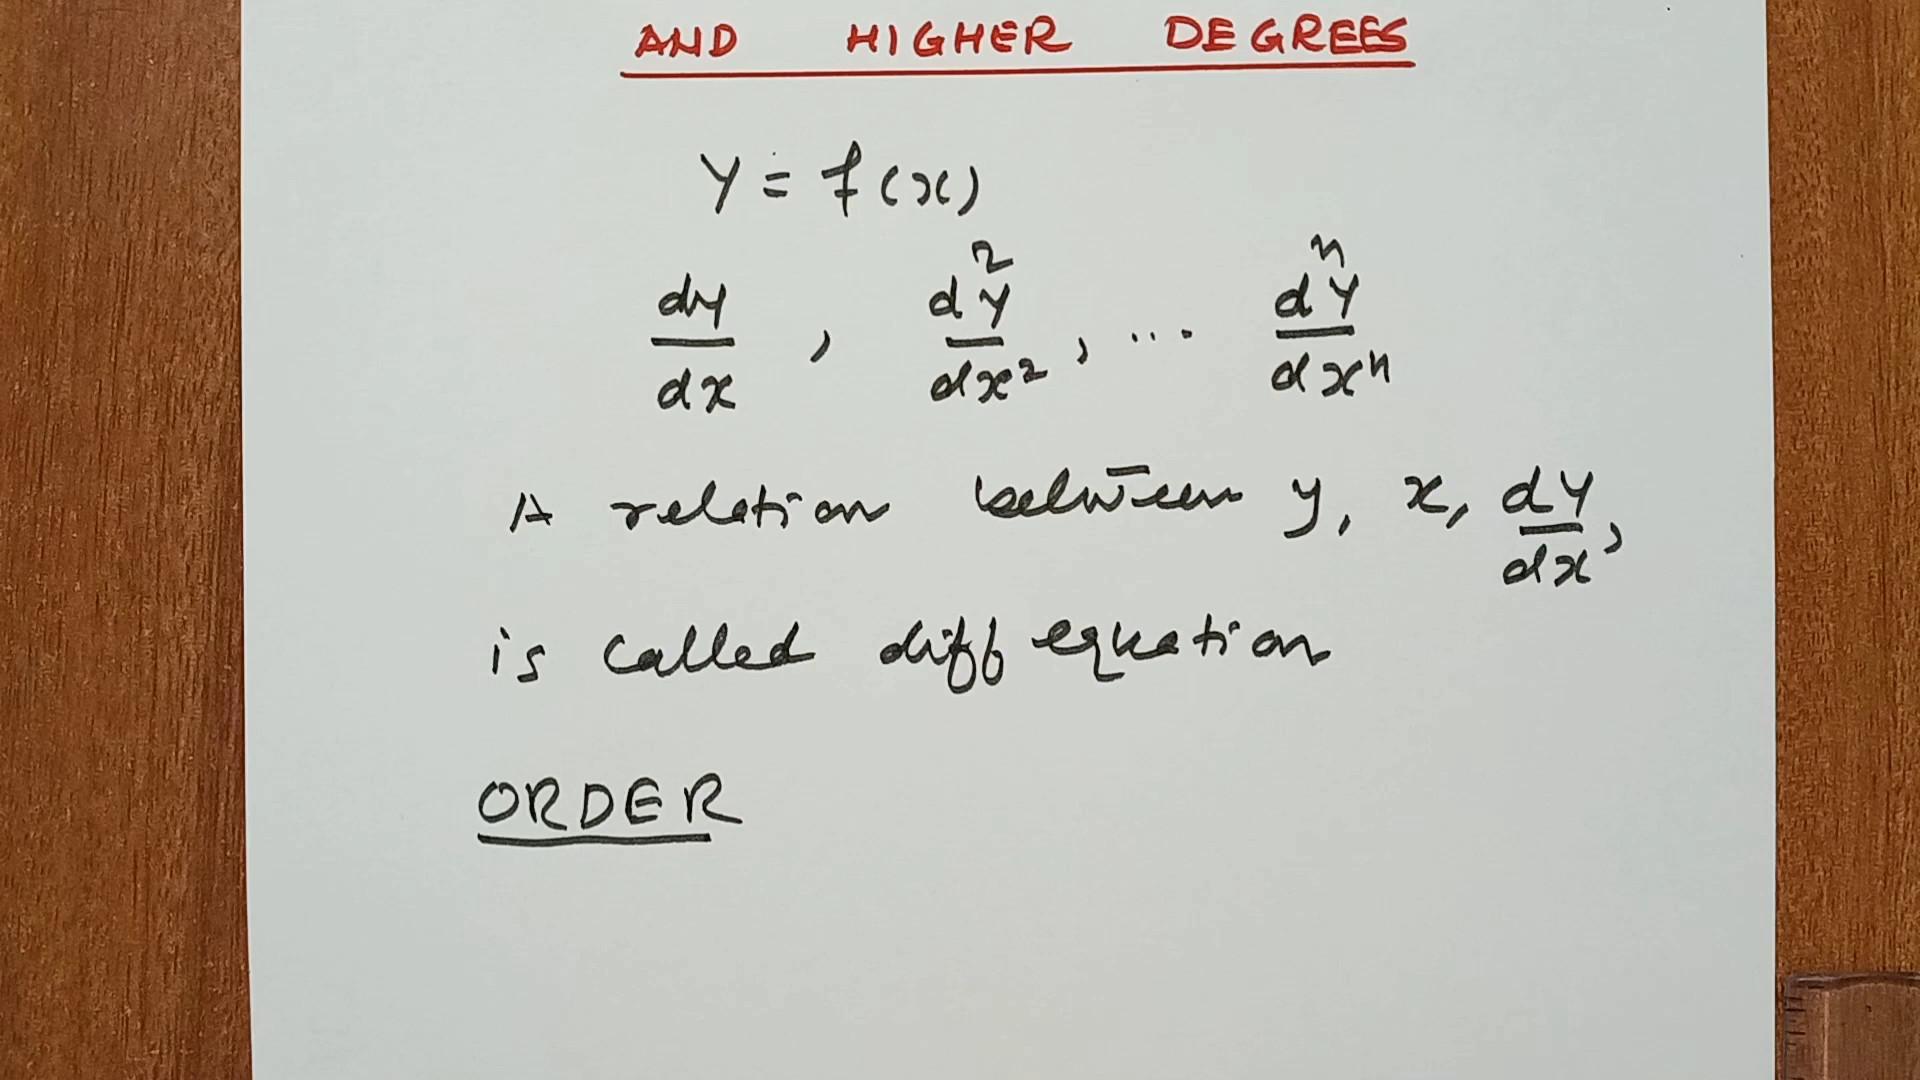 AND HIGHER DEGREES
Y = f(x)
dy/dx, d²y/dx², ... dⁿy/dxⁿ
A relation between y, x, dy/dx,
is called diff equation
ORDER